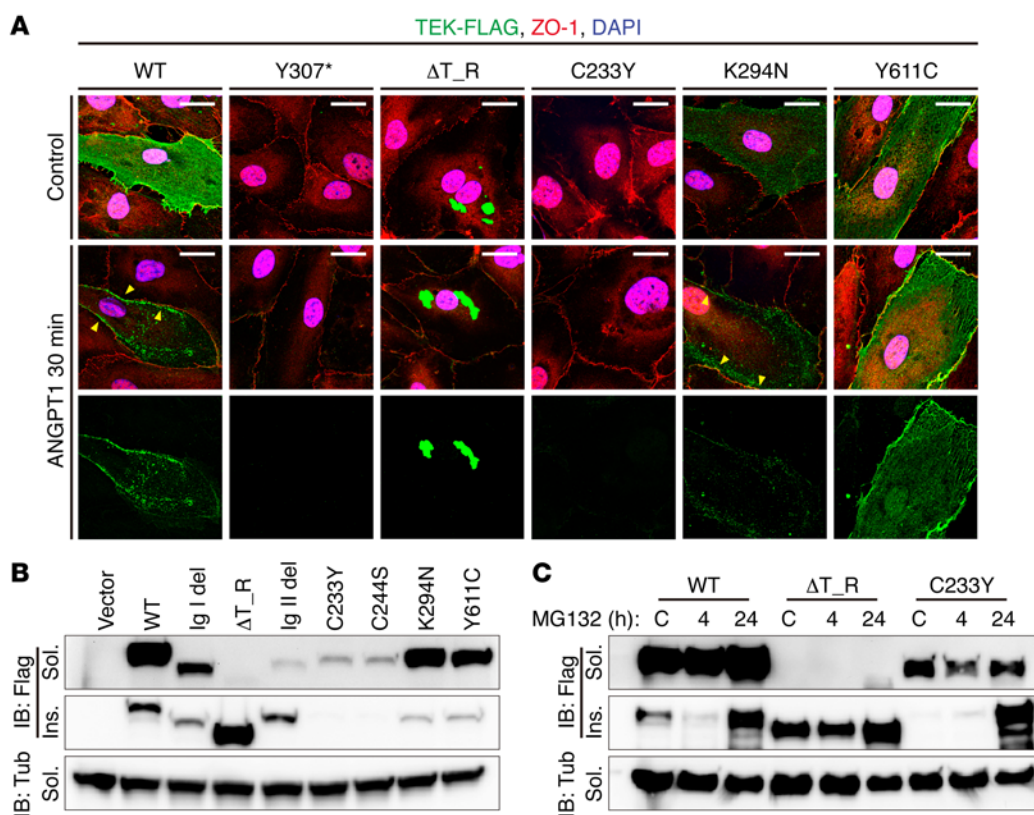 A
TEK-FLAG, ZO-1, DAPI
WT Y307* ΔT_R C233Y K294N Y611C
Control
ANGPT1 30 min
B
Vector WT Ig I del ΔT_R Ig II del C233Y C244S K294N Y611C
IB: Flag
Sol.
Ins.
IB: Tub
Sol.
C
WT ΔT_R C233Y
MG132 (h): C 4 24 C 4 24 C 4 24
IB: Flag
Sol.
Ins.
IB: Tub
Sol.